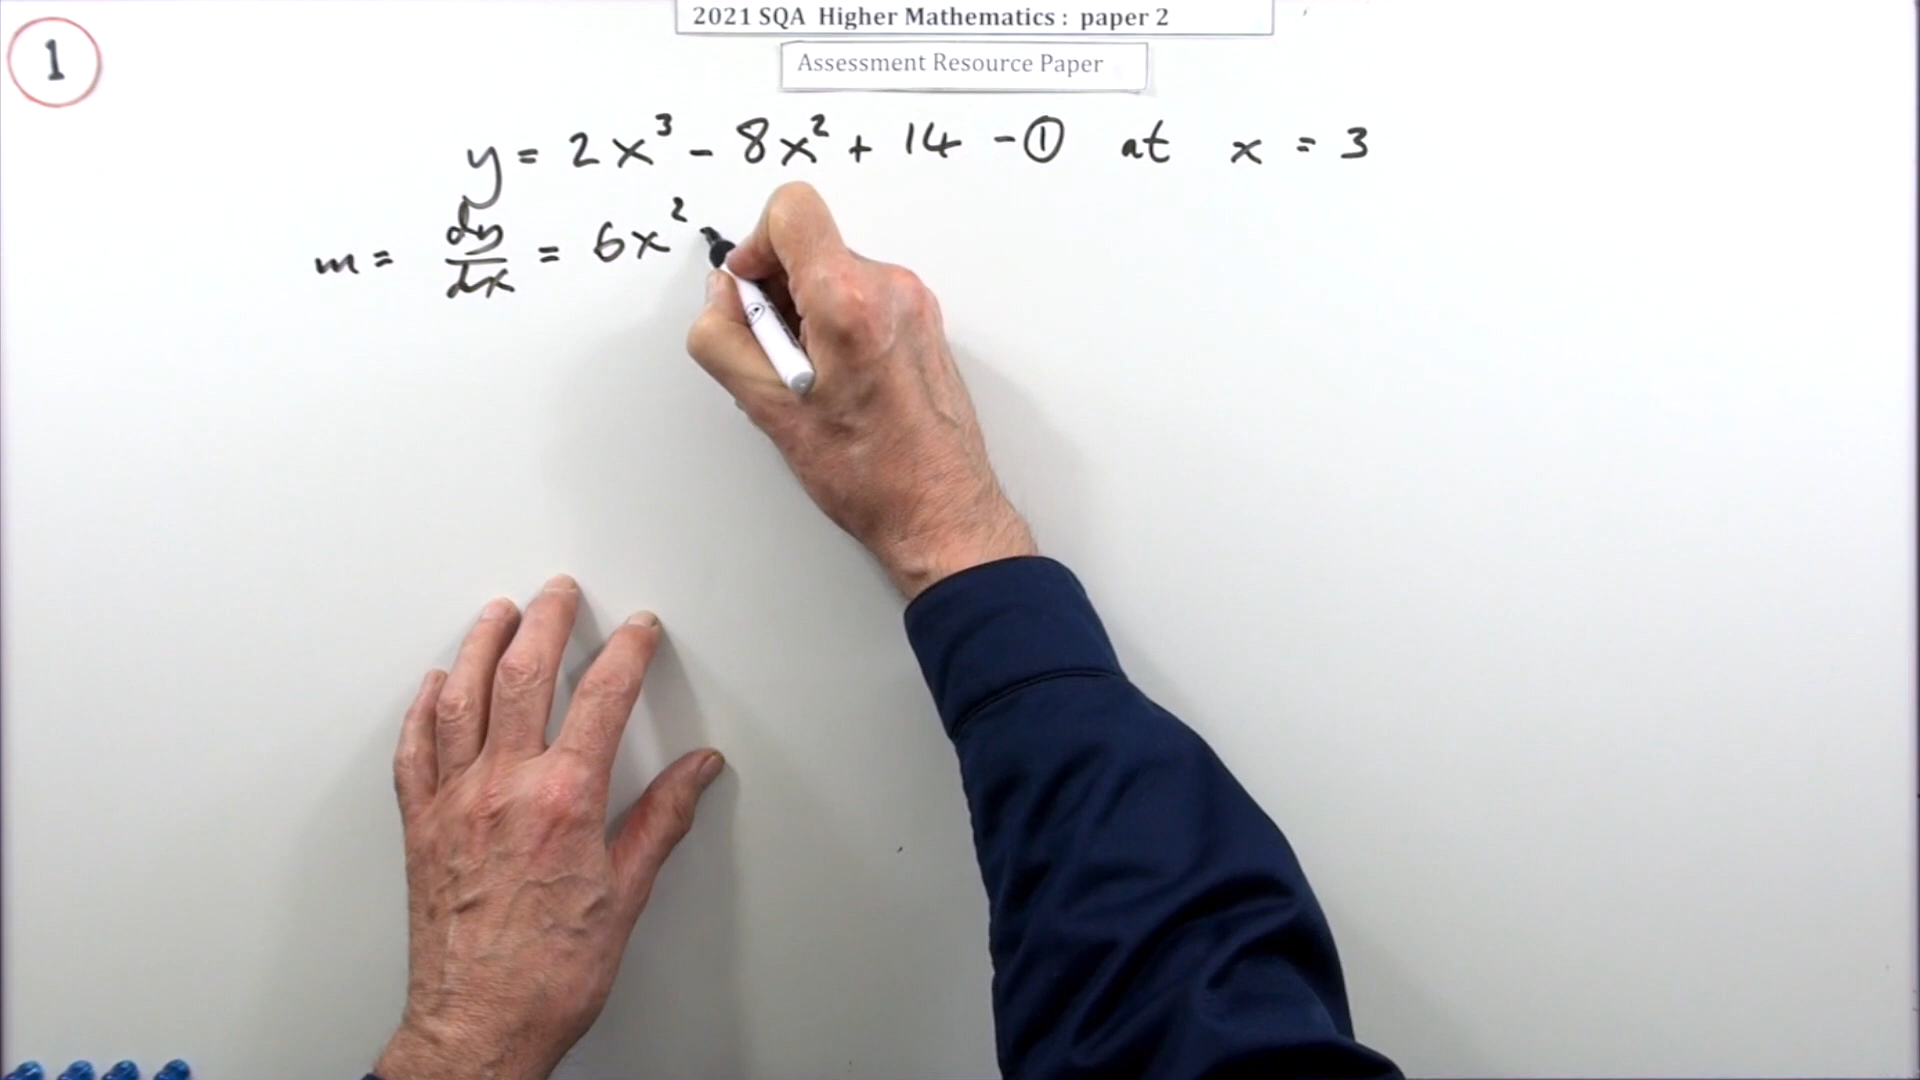 2021 SQA Higher Mathematics : paper 2
Assessment Resource Paper
1
y = 2x³ - 8x² + 14 - ① at x = 3
m = dy/dx = 6x²